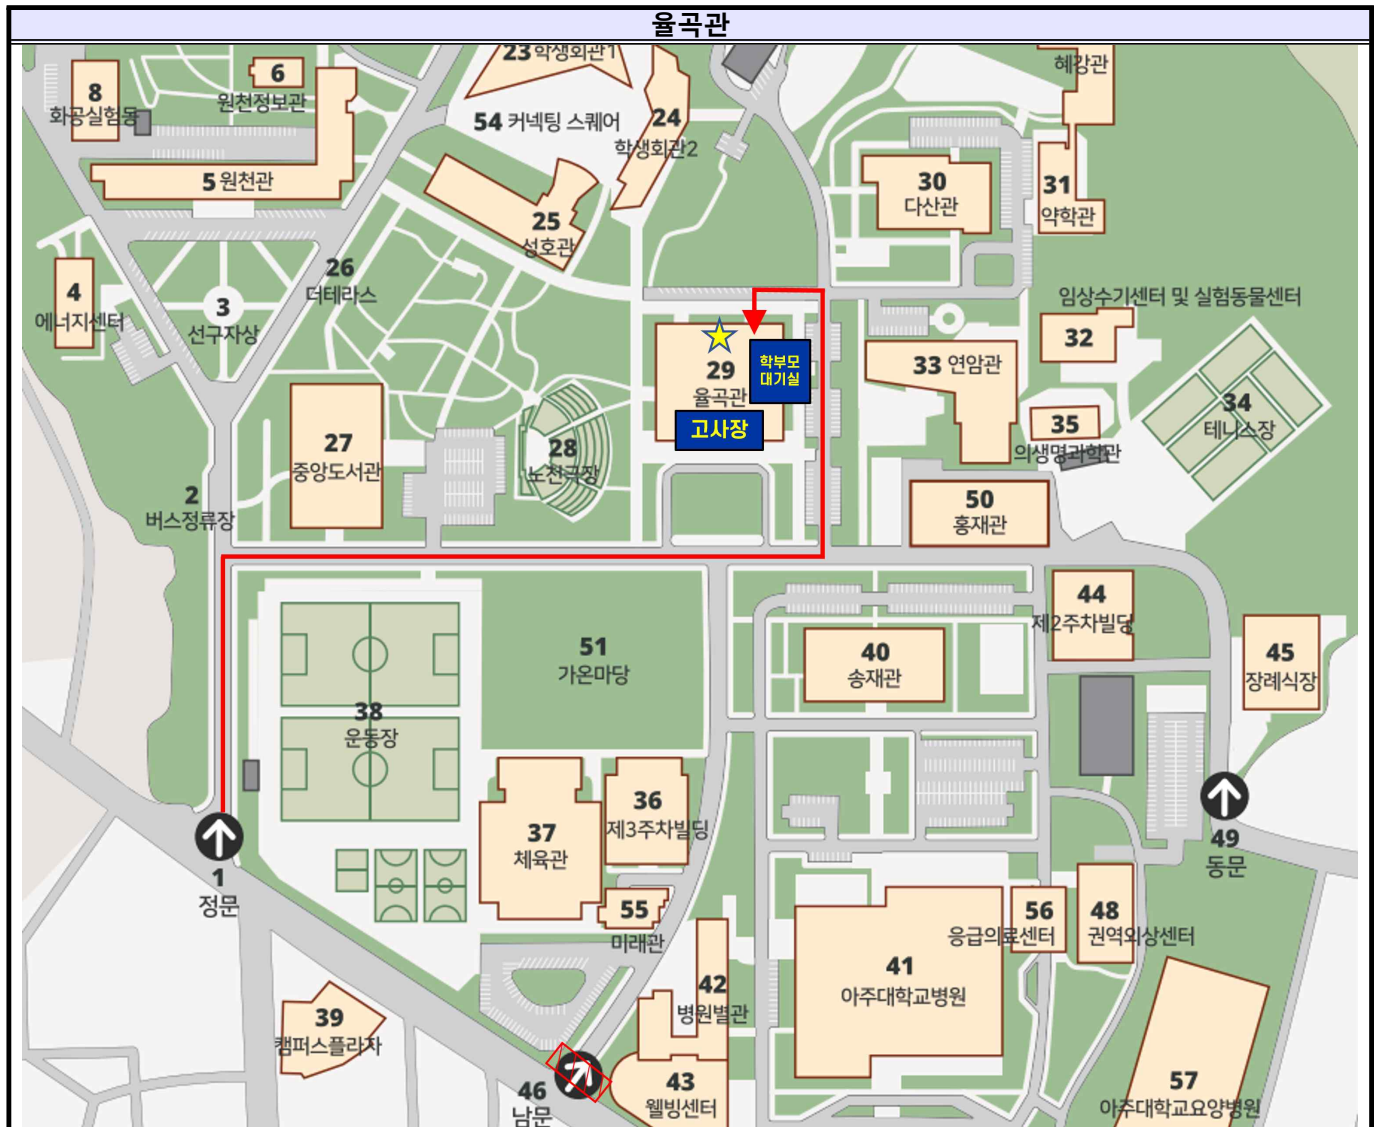 율곡관
23 학생회관1
혜강관
8
화공실험동
6
원천정보관
54 커넥팅 스퀘어
24
학생회관2
5 원천관
30
다산관
31
약학관
25
성호관
26
더테라스
4
에너지센터
3
선구자상
임상수기센터 및 실험동물센터
32
29
율곡관
학부모
대기실
고사장
33 연암관
34
테니스장
35
의생명과학관
27
중앙도서관
28
노천극장
2
버스정류장
50
홍재관
44
제2주차빌딩
51
가온마당
40
송재관
45
장례식장
38
운동장
36
제3주차빌딩
37
체육관
1
정문
49
동문
55
미래관
56
응급의료센터
48
권역외상센터
41
아주대학교병원
42
병원별관
39
캠퍼스플라자
46
남문
43
웰빙센터
57
아주대학교요양병원